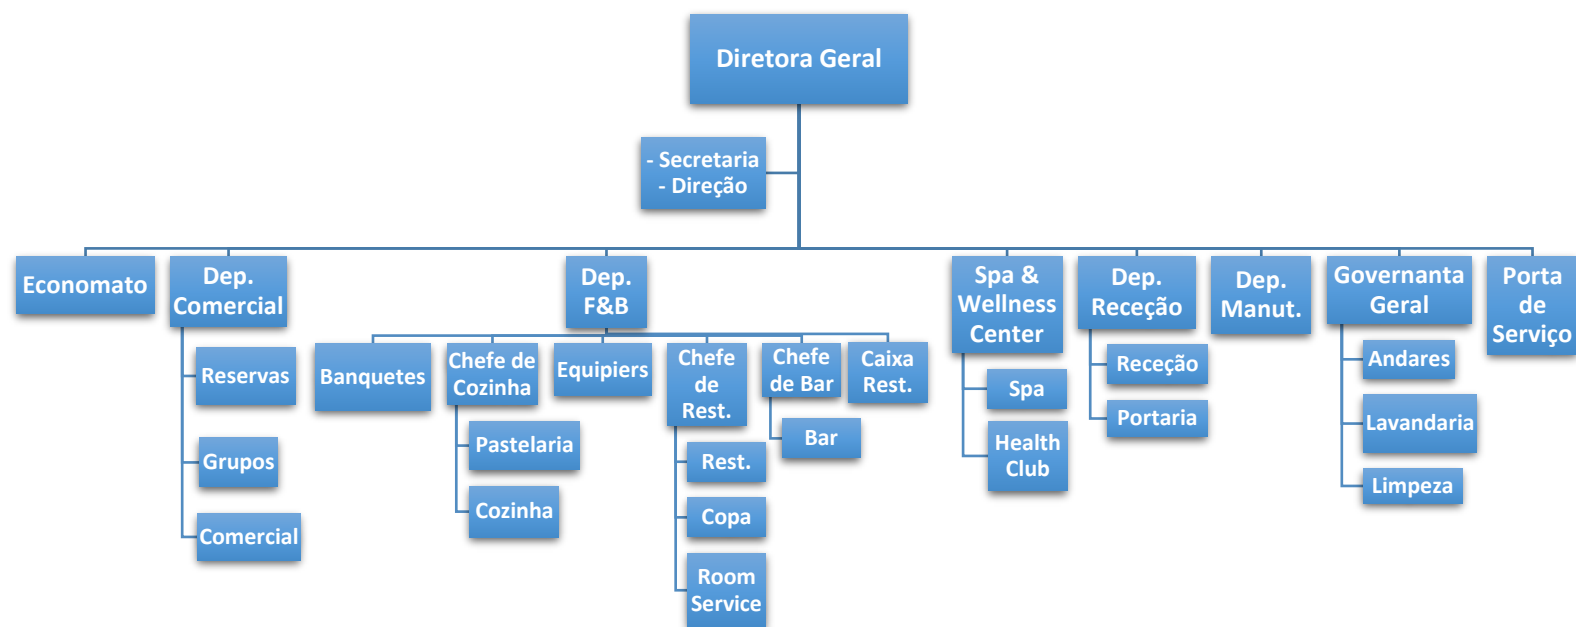 Diretora Geral
- Secretaria
- Direção
Economato
Dep.
Comercial
Dep.
F&B
Spa &
Wellness
Center
Dep.
Receção
Dep.
Manut.
Governanta
Geral
Porta
de
Serviço
Reservas
Grupos
Comercial
Banquetes
Chefe de
Cozinha
Pastelaria
Cozinha
Equipiers
Chefe
de
Rest.
Rest.
Copa
Room
Service
Chefe
de Bar
Bar
Caixa
Rest.
Spa
Health
Club
Receção
Portaria
Andares
Lavandaria
Limpeza